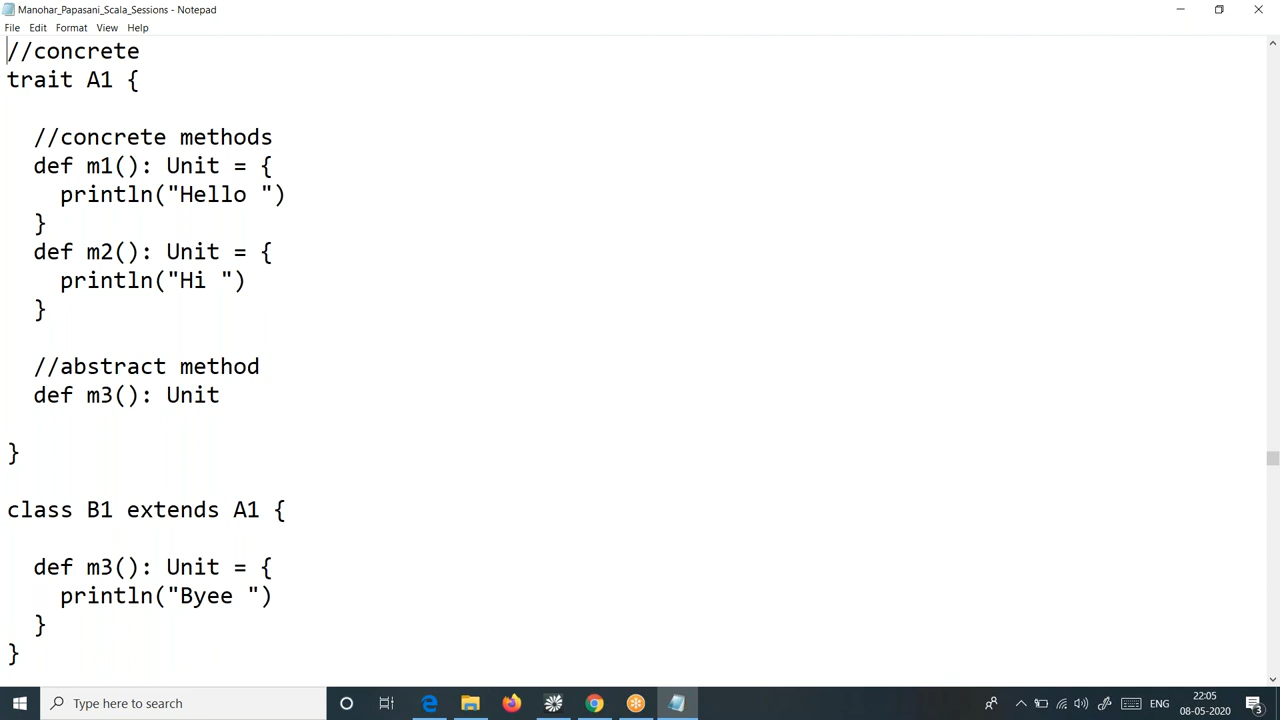 Manohar_Papasani_Scala_Sessions - Notepad
File Edit Format View Help
//concrete
trait A1 {
//concrete methods
def m1(): Unit = {
println("Hello ")
}
def m2(): Unit = {
println("Hi ")
}
//abstract method
def m3(): Unit
}
class B1 extends A1 {
def m3(): Unit = {
println("Byee ")
}
}
Type here to search
ENG
22:05
08-05-2020
3